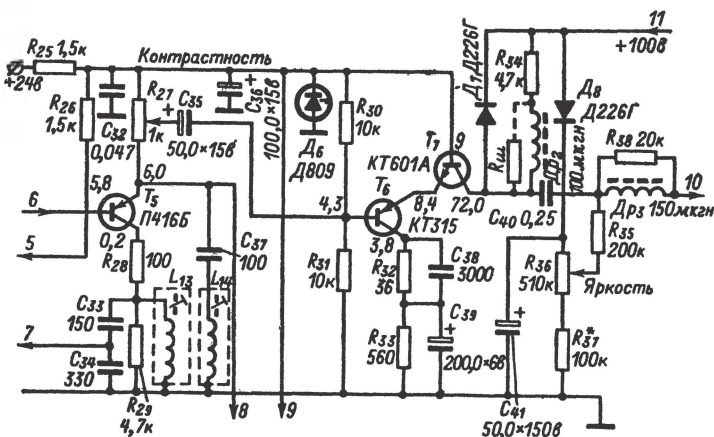 R25 1,5к
+24в
Контрастность
R26
1,5к
C32
0,047
R27
1к
+
C35
50,0×15в
+
C36
100,0×15в
Д6
Д809
R30
10к
T7
9
КТ601А
Д7 Д226Г
R34
4,7к
11
+100в
Д8
Д226Г
Rш
Др2
100 мкгн
R38 20к
10
Др3 150мкгн
6
5,8
6,0
T5
П416Б
5
0,2
R28
100
C37
100
4,3
T6
КТ315
8,4
72,0
C40 0,25
3,8
R35
200к
R36
510к
Яркость
L13
L14
R31
10к
R32
36
C38
3000
C39
+
C33
150
7
C34
330
R29
4,7к
R33
560
200,0×6в
+
C41
50,0×150в
R37*
100к
8
9